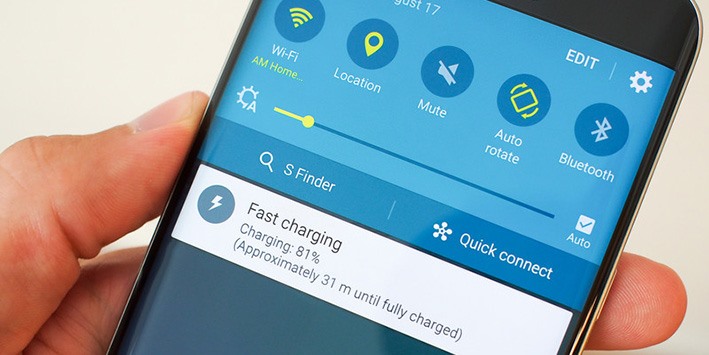 gust 17
EDIT
Wi-Fi
AM Home...
Location
Mute
Auto
rotate
Bluetooth
A
Auto
S Finder
Quick connect
Fast charging
Charging: 81%
(Approximately 31 m until fully charged)